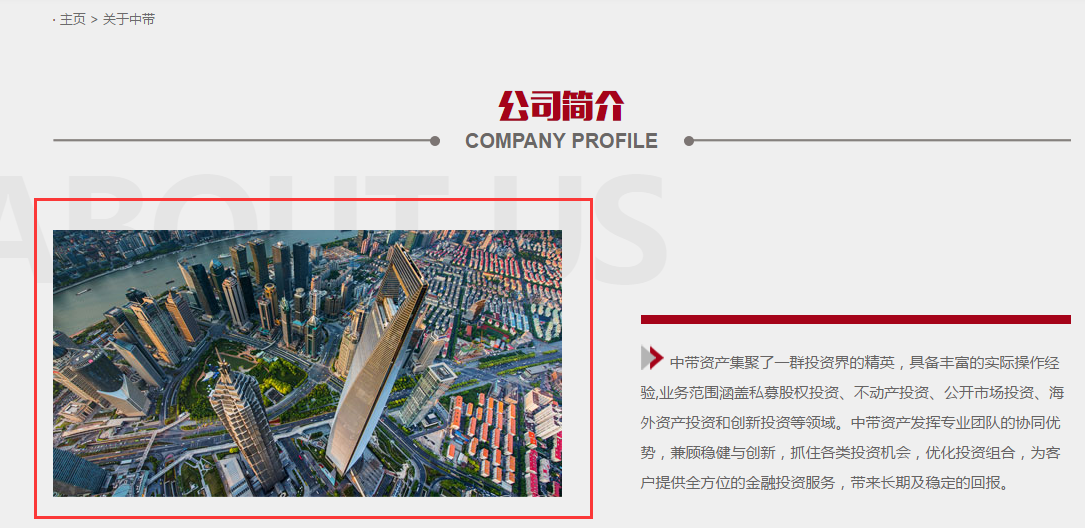 · 主页 > 关于中带
公司简介
COMPANY PROFILE
ABOUT US
中带资产集聚了一群投资界的精英，具备丰富的实际操作经
验,业务范围涵盖私募股权投资、不动产投资、公开市场投资、海
外资产投资和创新投资等领域。中带资产发挥专业团队的协同优
势，兼顾稳健与创新，抓住各类投资机会，优化投资组合，为客
户提供全方位的金融投资服务，带来长期及稳定的回报。